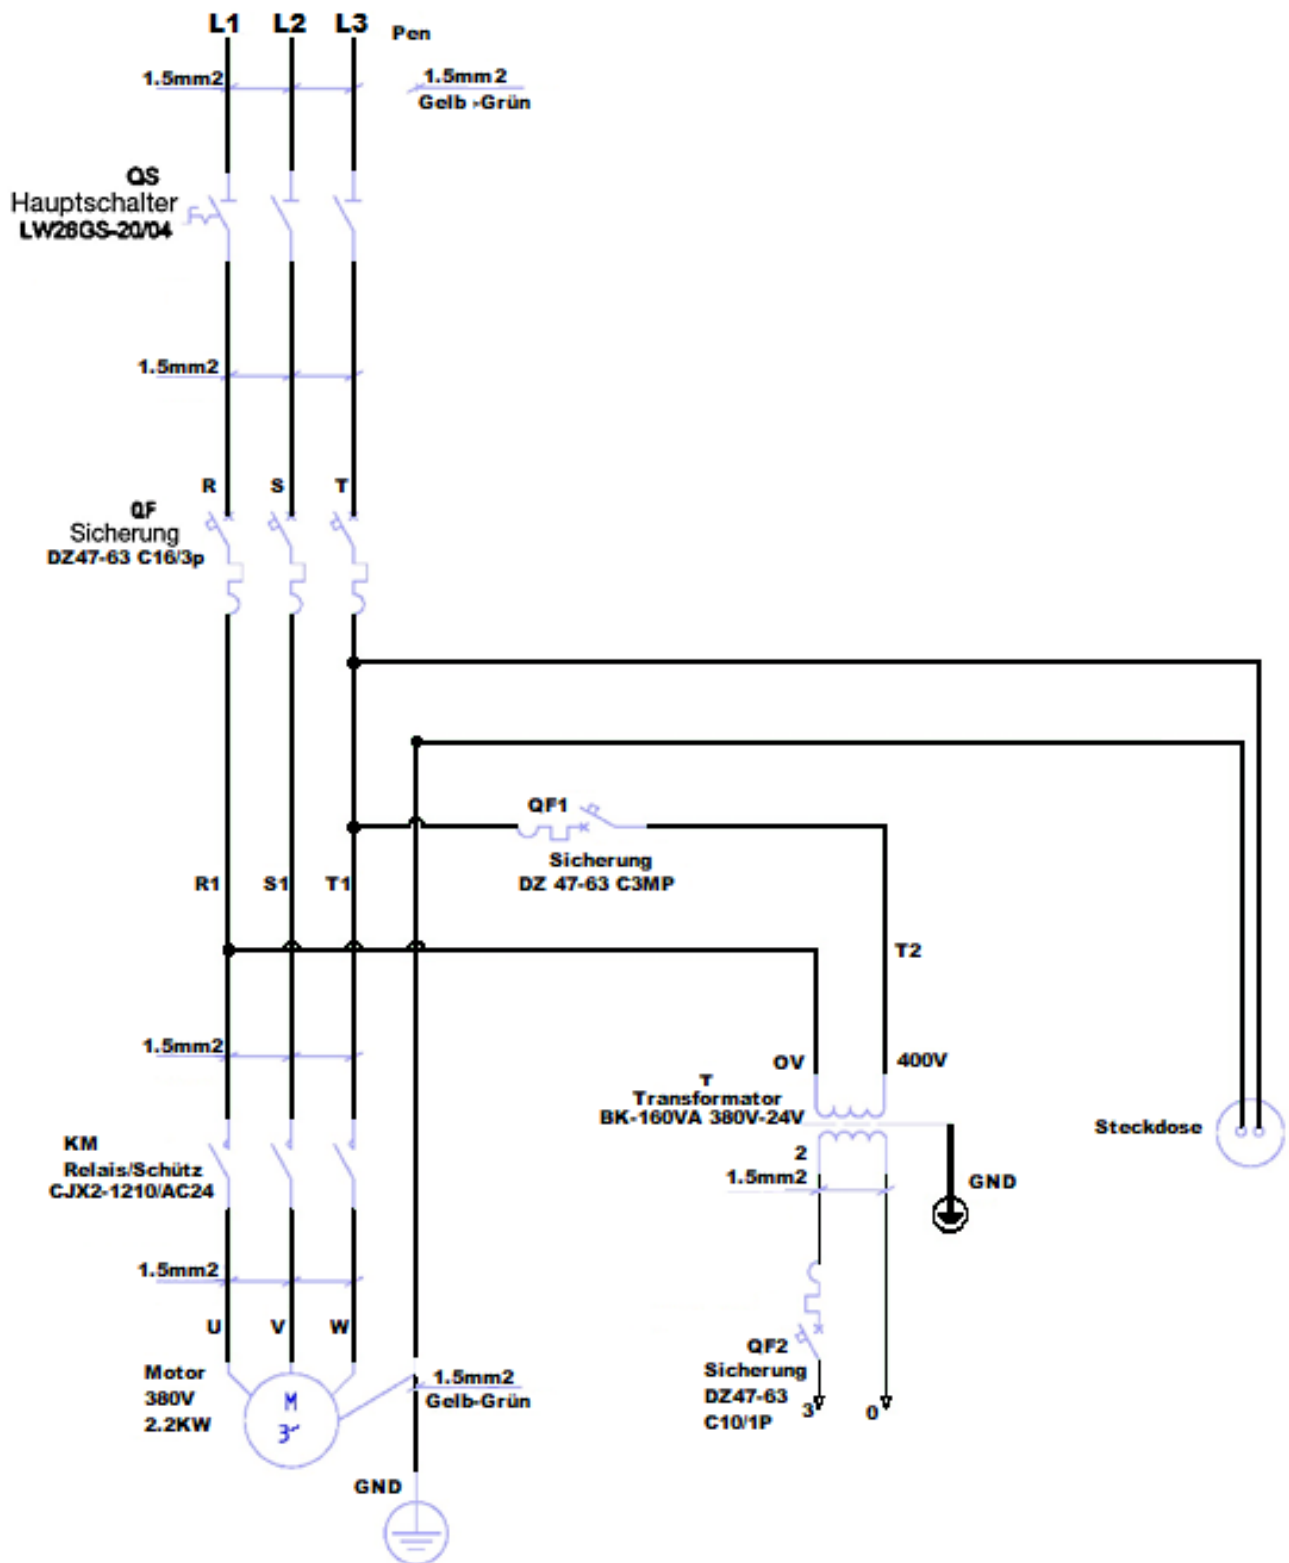 L1 L2 L3 Pen
1.5mm2
1.5mm2
Gelb-Grün
QS
Hauptschalter
LW26GS-20/04
1.5mm2
R S T
QF
Sicherung
DZ47-63 C16/3p
QF1
Sicherung
DZ 47-63 C3MP
R1 S1 T1
T2
1.5mm2
OV 400V
T
Transformator
BK-160VA 380V-24V
Steckdose
KM
Relais/Schütz
CJX2-1210/AC24
2
1.5mm2
GND
1.5mm2
U V W
QF2
Sicherung
DZ47-63
C10/1P
3 0
Motor
380V
2.2KW
M
3~
1.5mm2
Gelb-Grün
GND